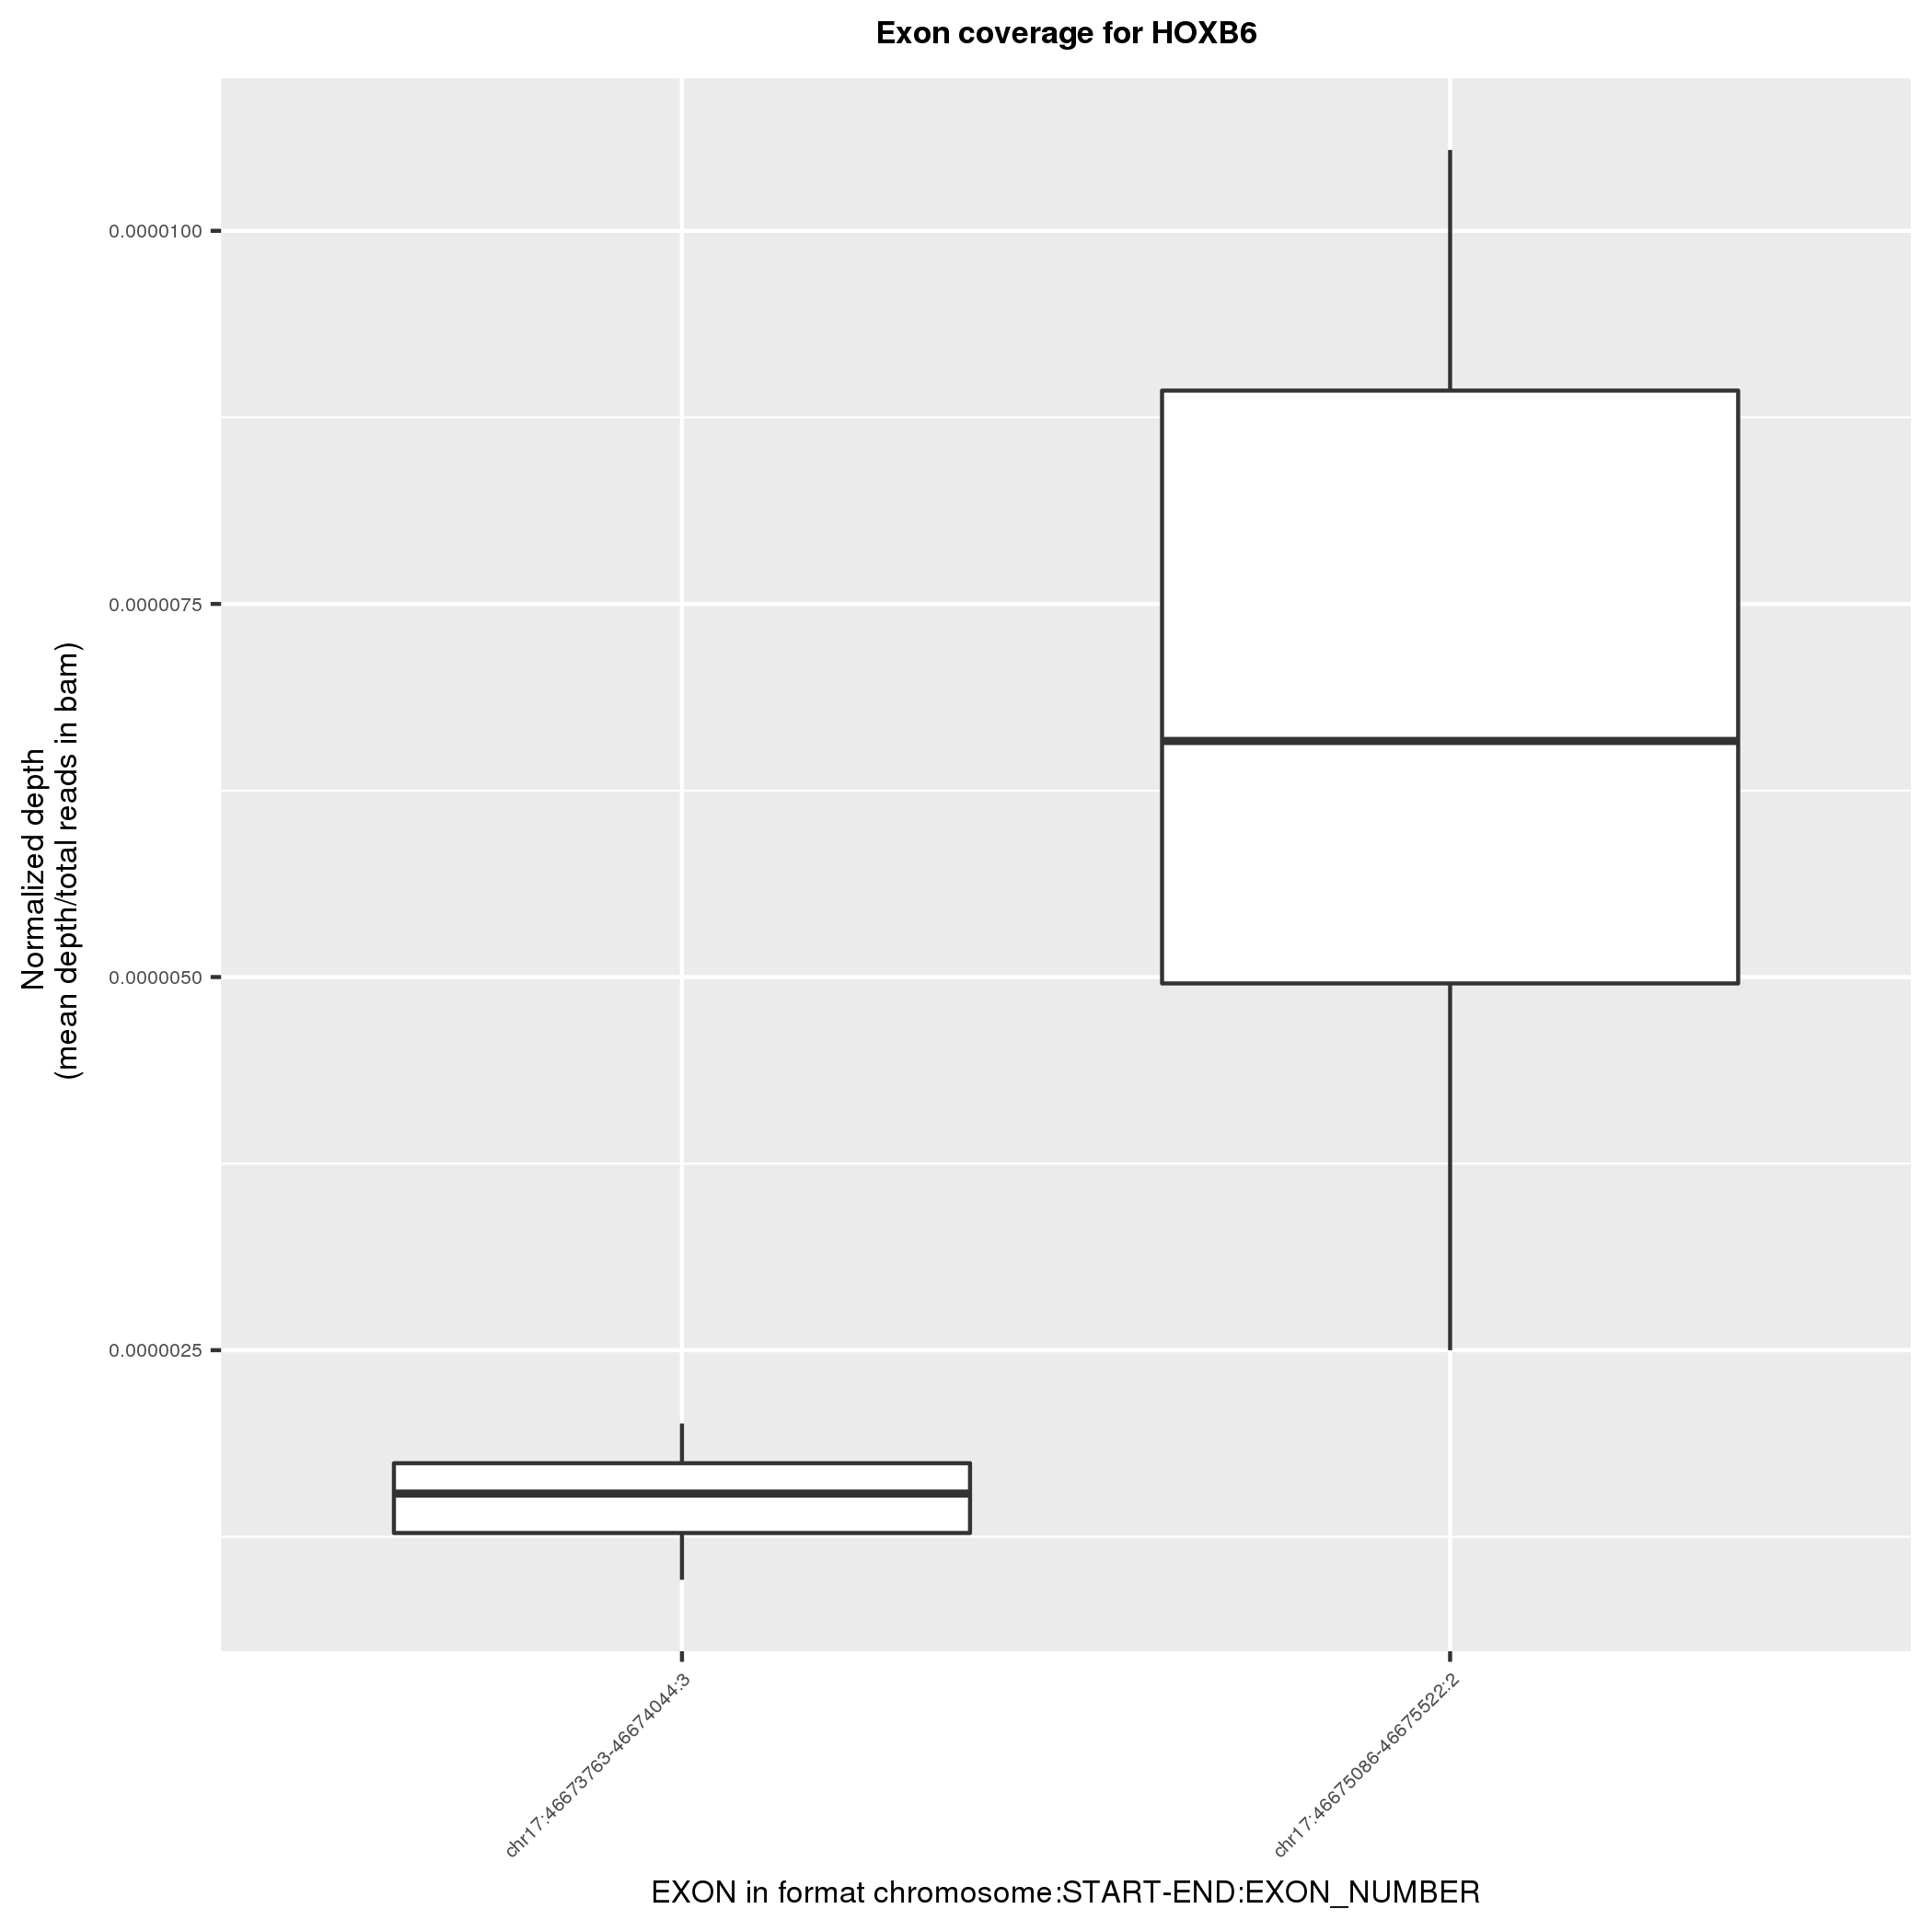 Exon coverage for HOXB6
Normalized depth
(mean depth/total reads in bam)
0.0000100
0.0000075
0.0000050
0.0000025
chr17:46673763-46674044:3
chr17:46675086-46675522:2
EXON in format chromosome:START-END:EXON_NUMBER